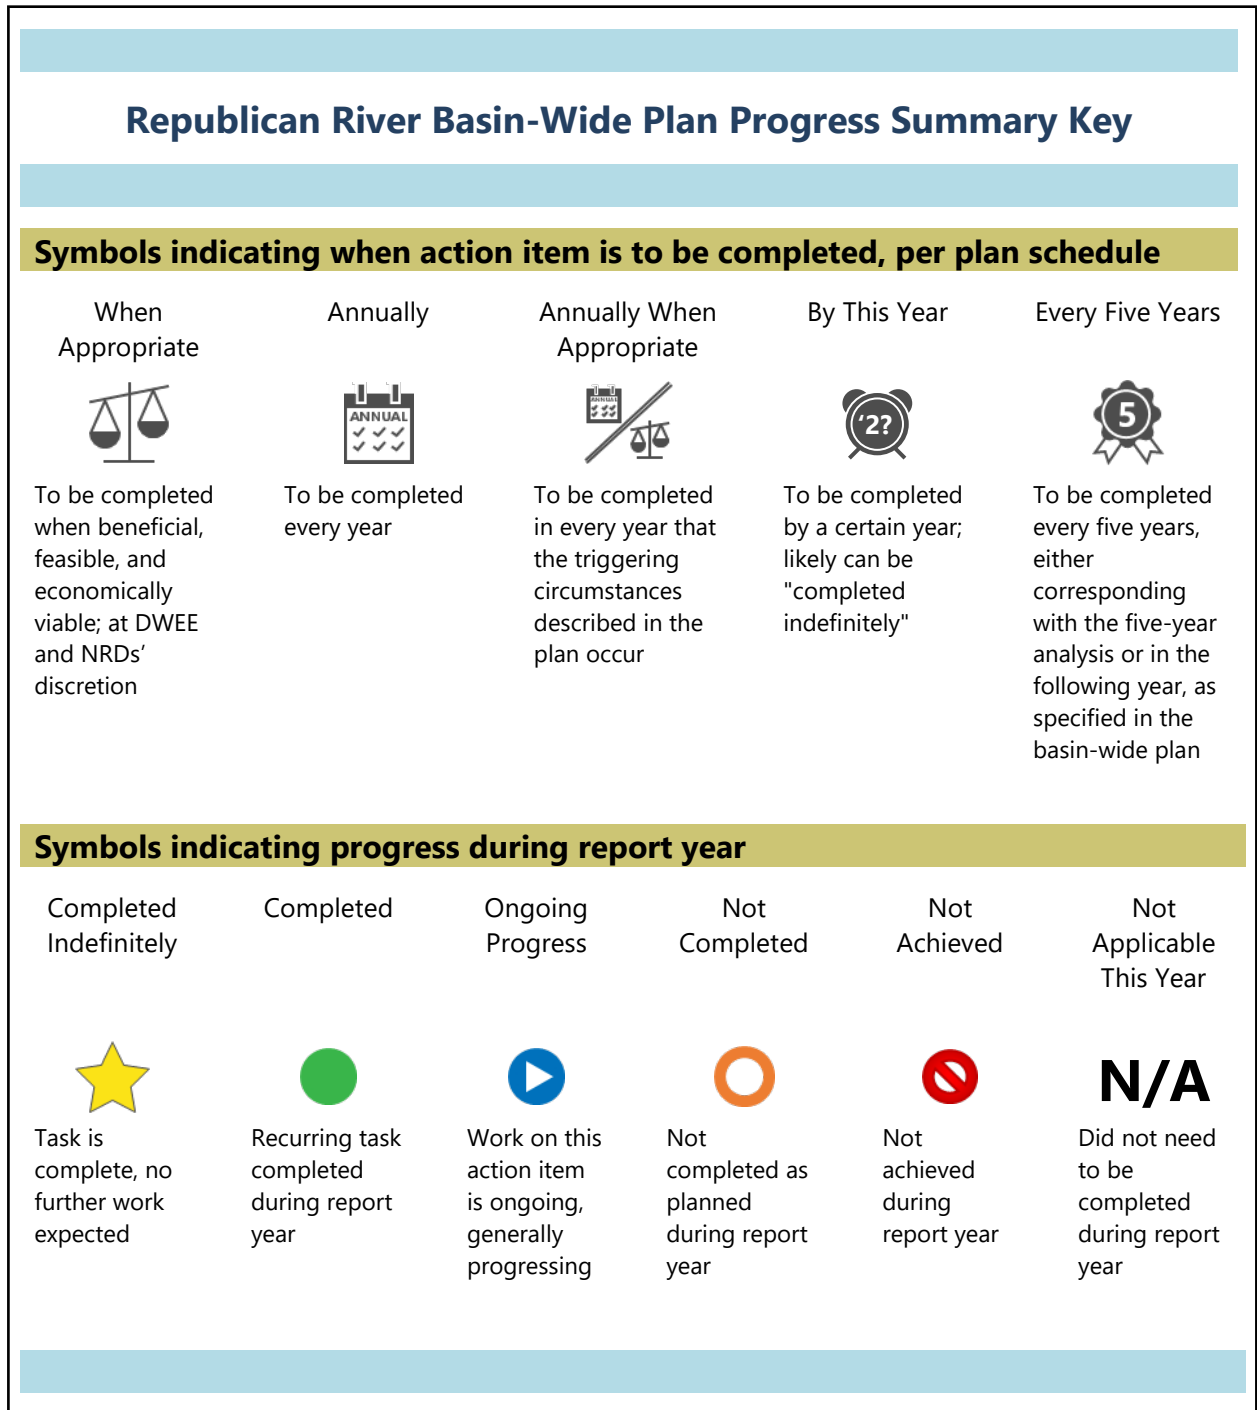 Republican River Basin-Wide Plan Progress Summary Key
Symbols indicating when action item is to be completed, per plan schedule
When
Appropriate
Annually
Annually When
Appropriate
By This Year
Every Five Years
ANNUAL
ANNUAL
‘2?
5
To be completed
when beneficial,
feasible, and
economically
viable; at DWEE
and NRDs’
discretion
To be completed
every year
To be completed
in every year that
the triggering
circumstances
described in the
plan occur
To be completed
by a certain year;
likely can be
"completed
indefinitely"
To be completed
every five years,
either
corresponding
with the five-year
analysis or in the
following year, as
specified in the
basin-wide plan
Symbols indicating progress during report year
Completed
Indefinitely
Completed
Ongoing
Progress
Not
Completed
Not
Achieved
Not
Applicable
This Year
N/A
Task is
complete, no
further work
expected
Recurring task
completed
during report
year
Work on this
action item
is ongoing,
generally
progressing
Not
completed as
planned
during report
year
Not
achieved
during
report year
Did not need
to be
completed
during report
year